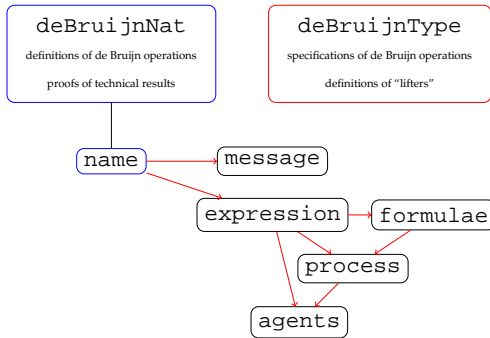 deBruijnNat
definitions of de Bruijn operations
proofs of technical results
deBruijnType
specifications of de Bruijn operations
definitions of “lifters”
name
message
expression
formulae
process
agents